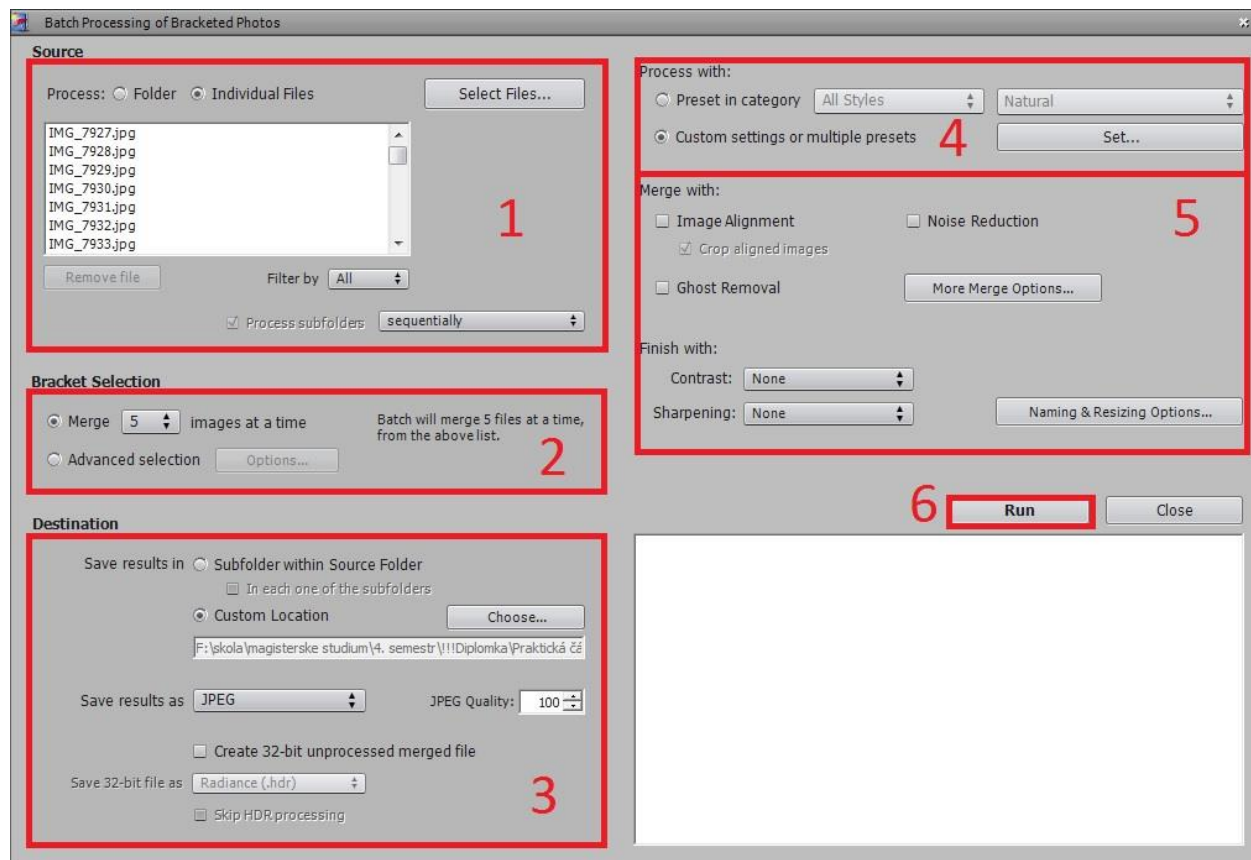 Batch Processing of Bracketed Photos
Source
Process: Folder Individual Files Select Files...
IMG_7927.jpg
IMG_7928.jpg
IMG_7929.jpg
IMG_7930.jpg
IMG_7931.jpg
IMG_7932.jpg
IMG_7933.jpg
1
Remove file Filter by All
Process subfolders sequentially
Bracket Selection
Merge 5 images at a time
Batch will merge 5 files at a time,
from the above list.
Advanced selection Options...
2
Destination
Save results in Subfolder within Source Folder
In each one of the subfolders
Custom Location Choose...
F:\skola\magisterske studium\4. semestr\!!!Diplomka\Praktická čá
Save results as JPEG JPEG Quality: 100
Create 32-bit unprocessed merged file
Save 32-bit file as Radiance (.hdr)
Skip HDR processing
3
Process with:
Preset in category All Styles Natural
Custom settings or multiple presets 4 Set...
Merge with:
Image Alignment Noise Reduction 5
Crop aligned images
Ghost Removal More Merge Options...
Finish with:
Contrast: None
Sharpening: None Naming & Resizing Options...
6 Run Close